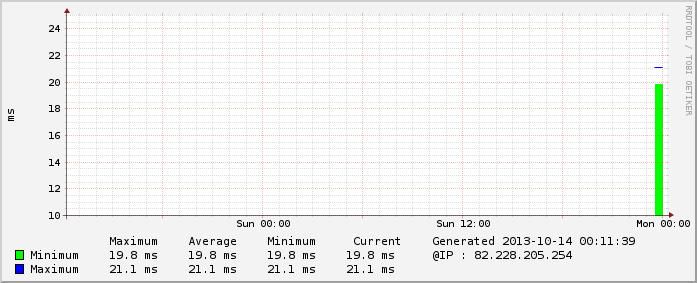 RRDTOOL / TOBI OETIKER
ms
24
22
20
18
16
14
12
10
Sun 00:00 Sun 12:00 Mon 00:00
Maximum Average Minimum Current Generated 2013-10-14 00:11:39
Minimum 19.8 ms 19.8 ms 19.8 ms 19.8 ms @IP : 82.228.205.254
Maximum 21.1 ms 21.1 ms 21.1 ms 21.1 ms